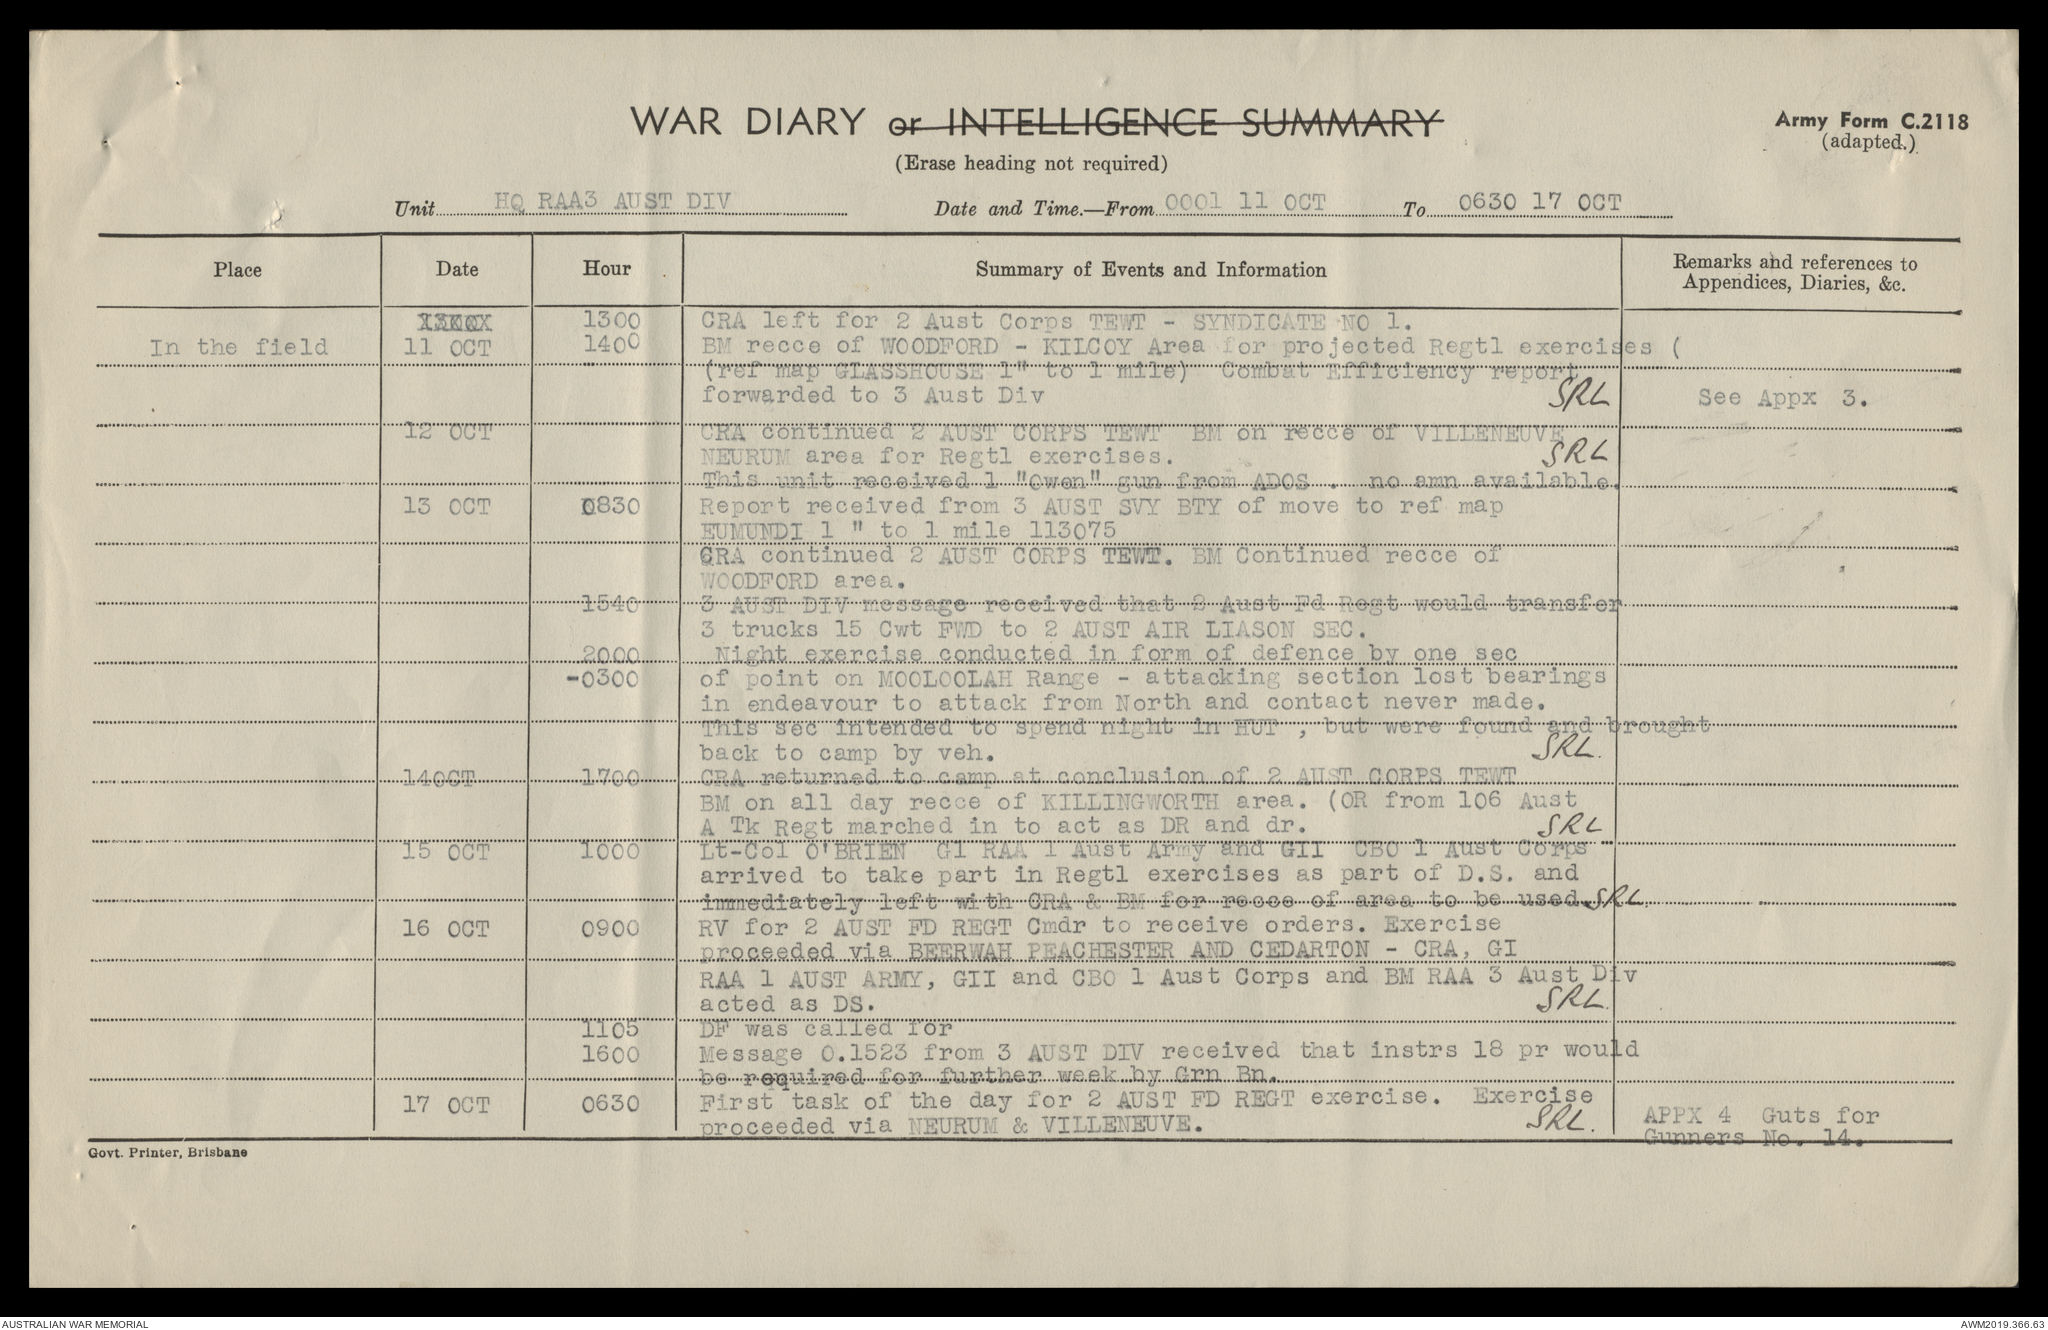 WAR DIARY or INTELLIGENCE SUMMARY
Army Form C.2118
(adapted.)
(Erase heading not required)
Unit HQ RAA3 AUST DIV Date and Time.—From 0001 11 OCT To 0630 17 OCT
Place Date Hour Summary of Events and Information Remarks and references to
Appendices, Diaries, &c.
1300 CRA left for 2 Aust Corps TEWT - SYNDICATE NO 1.
In the field 11 OCT 1400 BM recce of WOODFORD - KILCOY Area for projected Regtl exercises (
(ref map GLASSHOUSE 1" to 1 mile) Combat Efficiency report
forwarded to 3 Aust Div SRL See Appx 3.
12 OCT CRA continued 2 AUST CORPS TEWT BM on recce of VILLENEUVE
NEURUM area for Regtl exercises. SRL
This unit received 1 "Owen" gun from ADOS . no amn available.
13 OCT 0830 Report received from 3 AUST SVY BTY of move to ref map
EUMUNDI 1 " to 1 mile 113075
CRA continued 2 AUST CORPS TEWT. BM Continued recce of
WOODFORD area.
1540 3 AUST DIV message received that 2 Aust Fd Regt would transfer
3 trucks 15 Cwt FWD to 2 AUST AIR LIASON SEC.
2000 Night exercise conducted in form of defence by one sec
-0300 of point on MOOLOOLAH Range - attacking section lost bearings
in endeavour to attack from North and contact never made.
This sec intended to spend night in HUT , but were found and brought
back to camp by veh. SRL.
14OCT 1700 CRA returned to camp at conclusion of 2 AUST CORPS TEWT
BM on all day recce of KILLINGWORTH area. (OR from 106 Aust
A Tk Regt marched in to act as DR and dr. SRL
15 OCT 1000 Lt-Col O'BRIEN G1 RAA 1 Aust Army and GII CBO 1 Aust Corps
arrived to take part in Regtl exercises as part of D.S. and
immediately left with CRA & BM for recce of area to be used. SRL.
16 OCT 0900 RV for 2 AUST FD REGT Cmdr to receive orders. Exercise
proceeded via BEERWAH PEACHESTER AND CEDARTON - CRA, GI
RAA 1 AUST ARMY, GII and CBO 1 Aust Corps and BM RAA 3 Aust Div
acted as DS. SRL.
1105 DF was called for
1600 Message 0.1523 from 3 AUST DIV received that instrs 18 pr would
be required for further week by Grn Bn.
17 OCT 0630 First task of the day for 2 AUST FD REGT exercise. Exercise
proceeded via NEURUM & VILLENEUVE. SRL. APPX 4 Guts for
Gunners No. 14.
Govt. Printer, Brisbane
AUSTRALIAN WAR MEMORIAL AWM2019.366.63